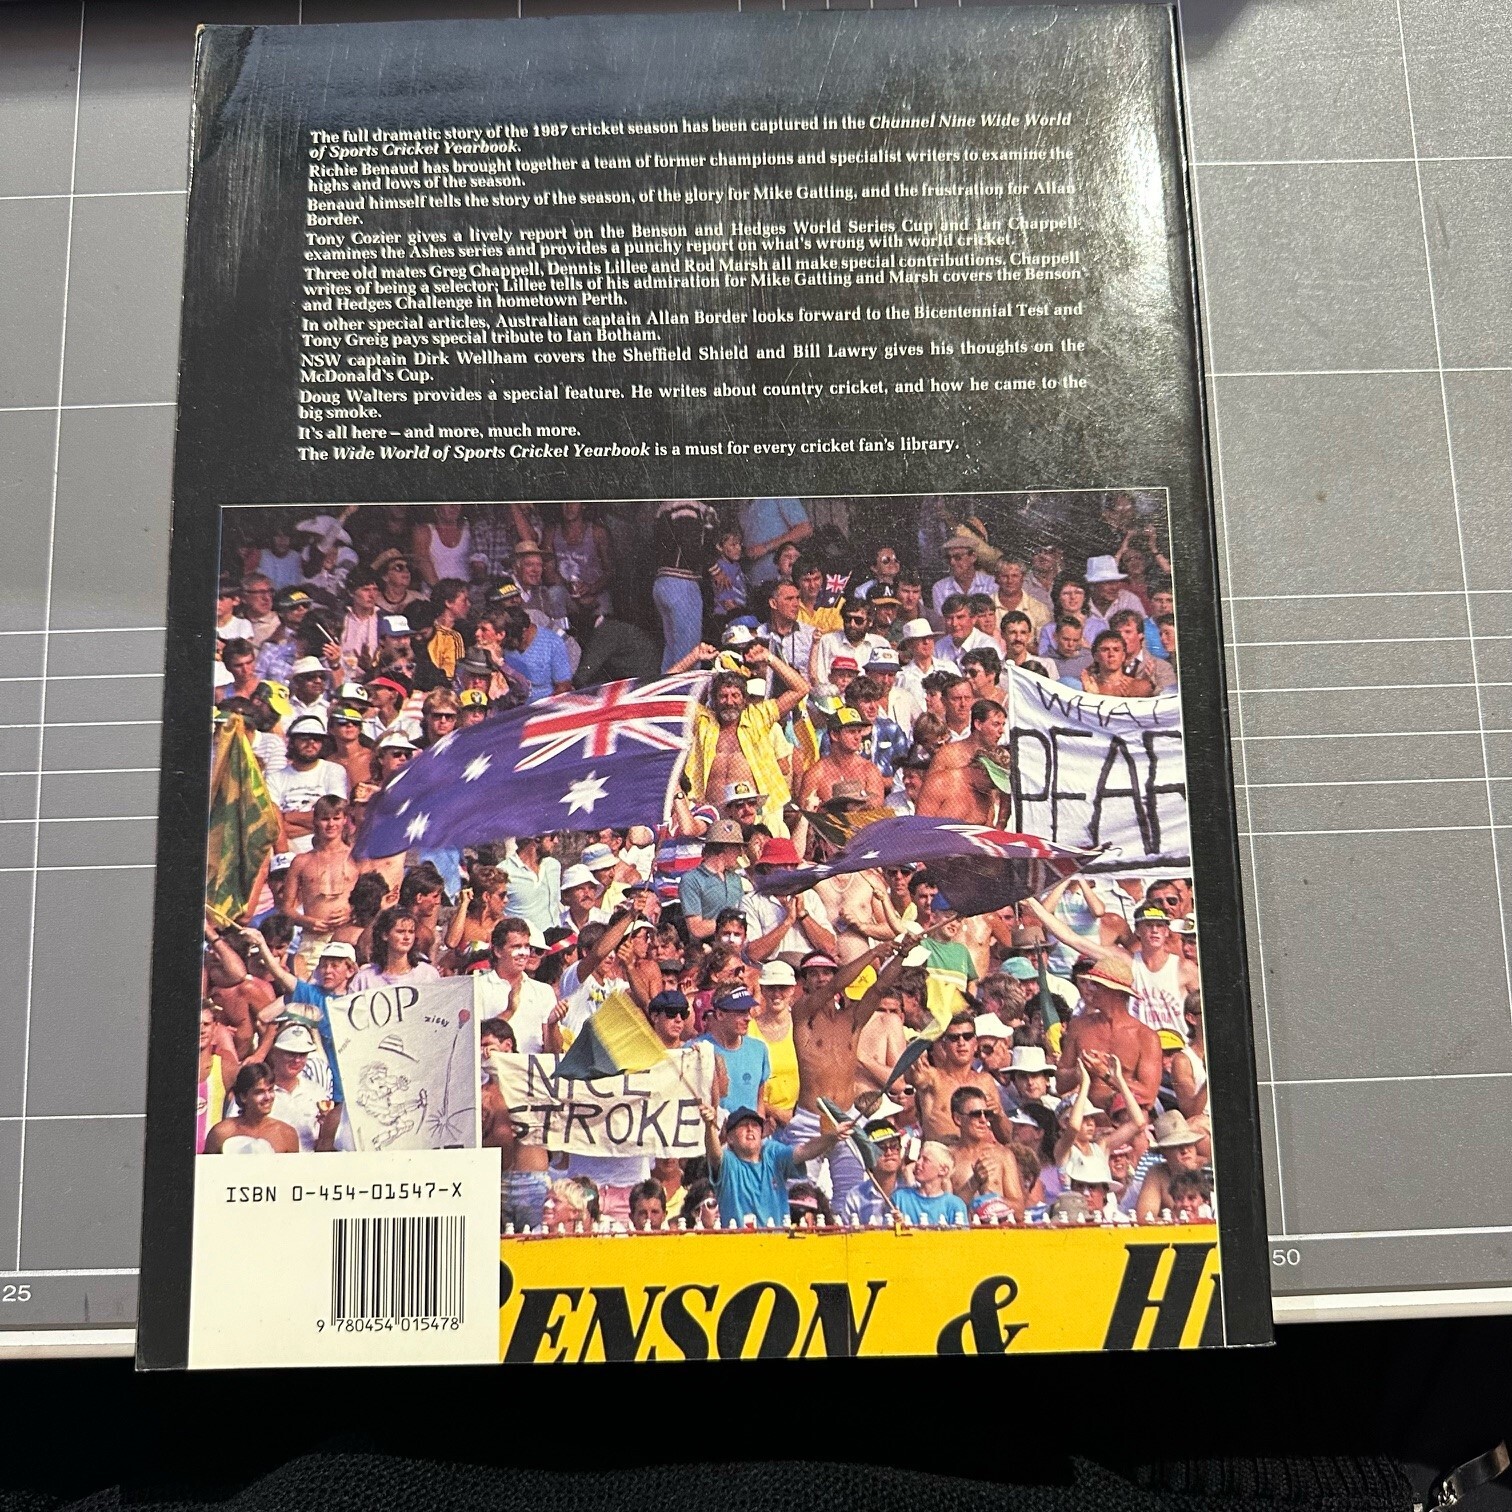 The full dramatic story of the 1987 cricket season has been captured in the Channel Nine Wide World
of Sports Cricket Yearbook.
Richie Benaud has brought together a team of former champions and specialist writers to examine the
highs and lows of the season.
Benaud himself tells the story of the season, of the glory for Mike Gatting, and the frustration for Allan
Border.
Tony Cozier gives a lively report on the Benson and Hedges World Series Cup and Ian Chappell
examines the Ashes series and provides a punchy report on what's wrong with world cricket.
Three old mates Greg Chappell, Dennis Lillee and Rod Marsh all make special contributions. Chappell
writes of being a selector; Lillee tells of his admiration for Mike Gatting and Marsh covers the Benson
and Hedges Challenge in hometown Perth.
In other special articles, Australian captain Allan Border looks forward to the Bicentennial Test and
Tony Greig pays special tribute to Ian Botham.
NSW captain Dirk Wellham covers the Sheffield Shield and Bill Lawry gives his thoughts on the
McDonald's Cup.
Doug Walters provides a special feature. He writes about country cricket, and how he came to the
big smoke.
It's all here – and more, much more.
The Wide World of Sports Cricket Yearbook is a must for every cricket fan's library.
WHAT
COP
NICE
STROKE
ISBN 0-454-01547-X
9 780454 015478
BENSON & H
25
50